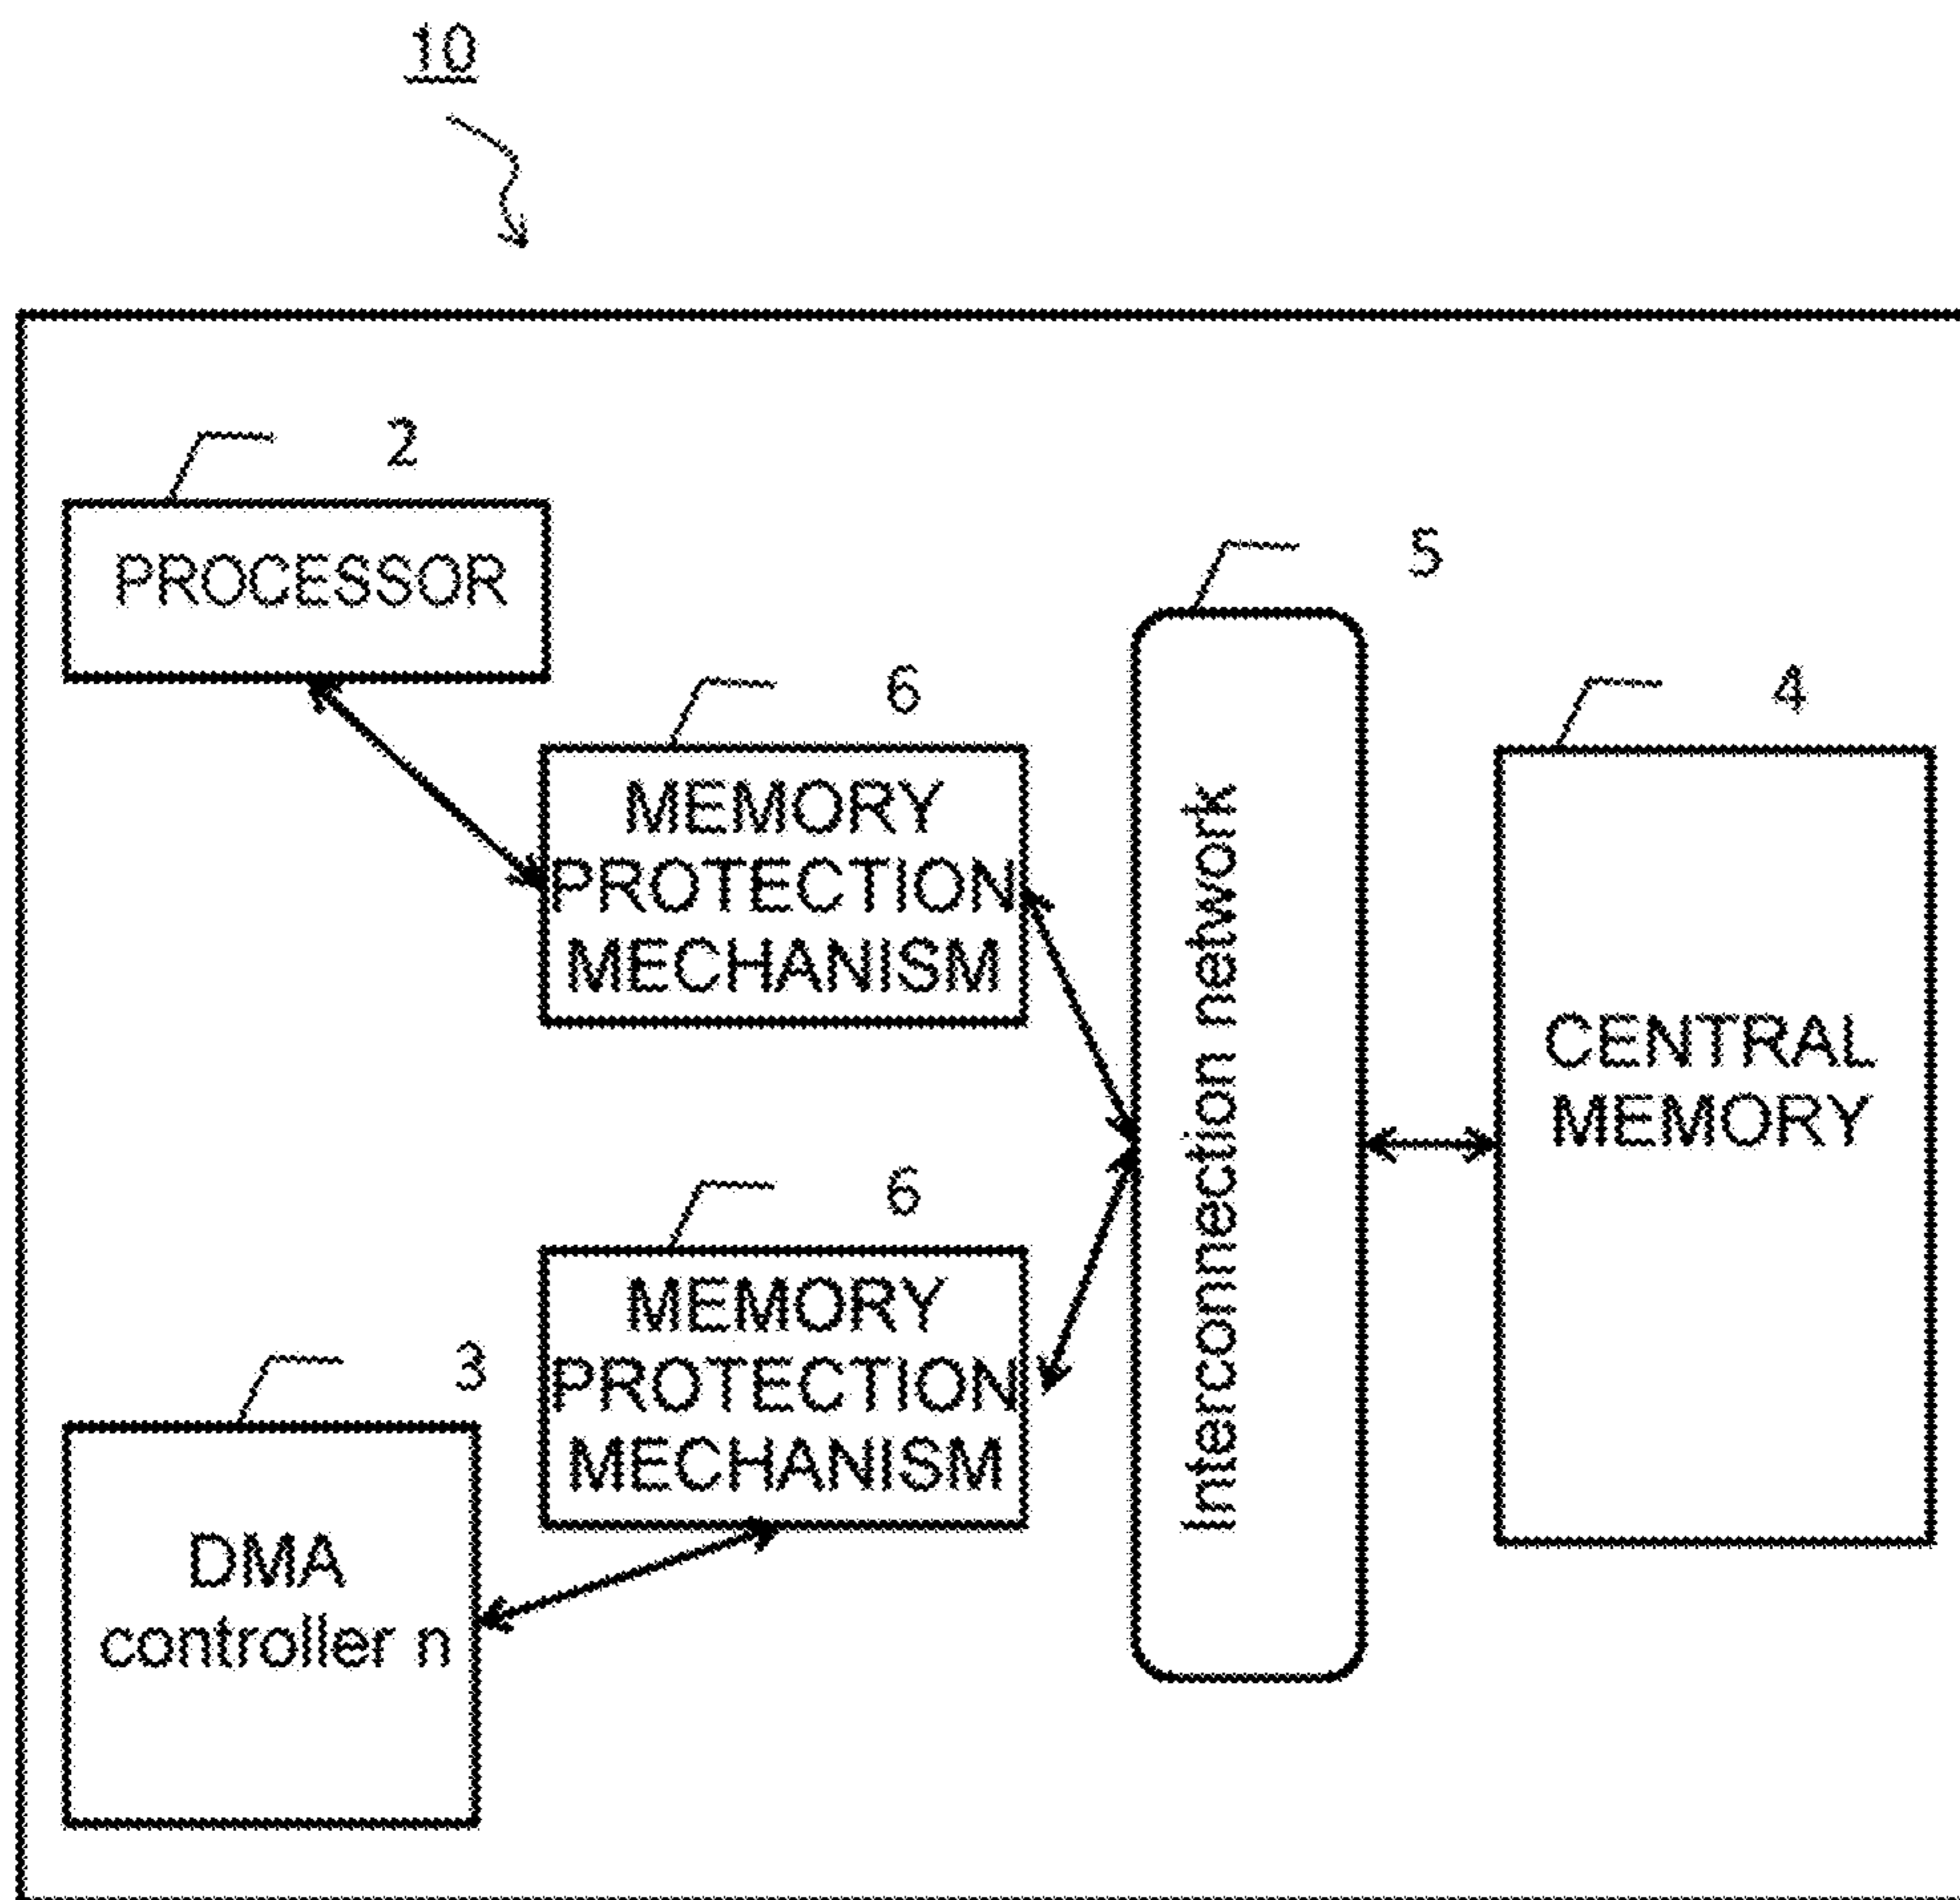 10
2
PROCESSOR
5
6
4
MEMORY
PROTECTION
MECHANISM
Interconnection network
CENTRAL
MEMORY
6
MEMORY
PROTECTION
MECHANISM
3
DMA
controller n